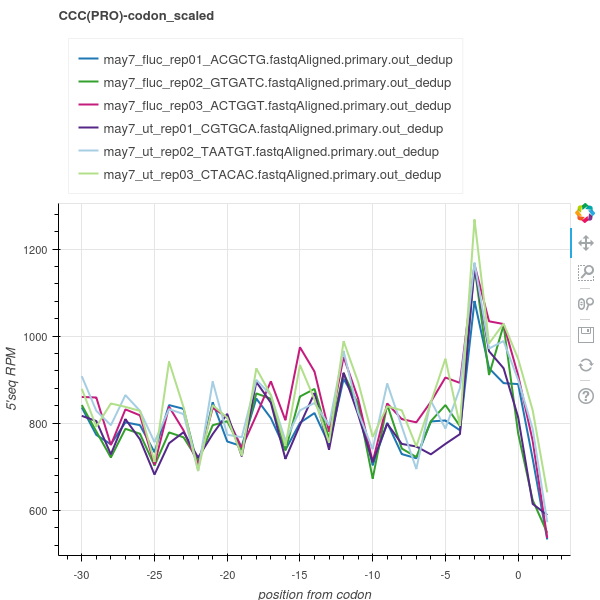 CCC(PRO)-codon_scaled
may7_fluc_rep01_ACGCTG.fastqAligned.primary.out_dedup
may7_fluc_rep02_GTGATC.fastqAligned.primary.out_dedup
may7_fluc_rep03_ACTGGT.fastqAligned.primary.out_dedup
may7_ut_rep01_CGTGCA.fastqAligned.primary.out_dedup
may7_ut_rep02_TAATGT.fastqAligned.primary.out_dedup
may7_ut_rep03_CTACAC.fastqAligned.primary.out_dedup
1200
1000
800
600
5'seq RPM
-30 -25 -20 -15 -10 -5 0
position from codon